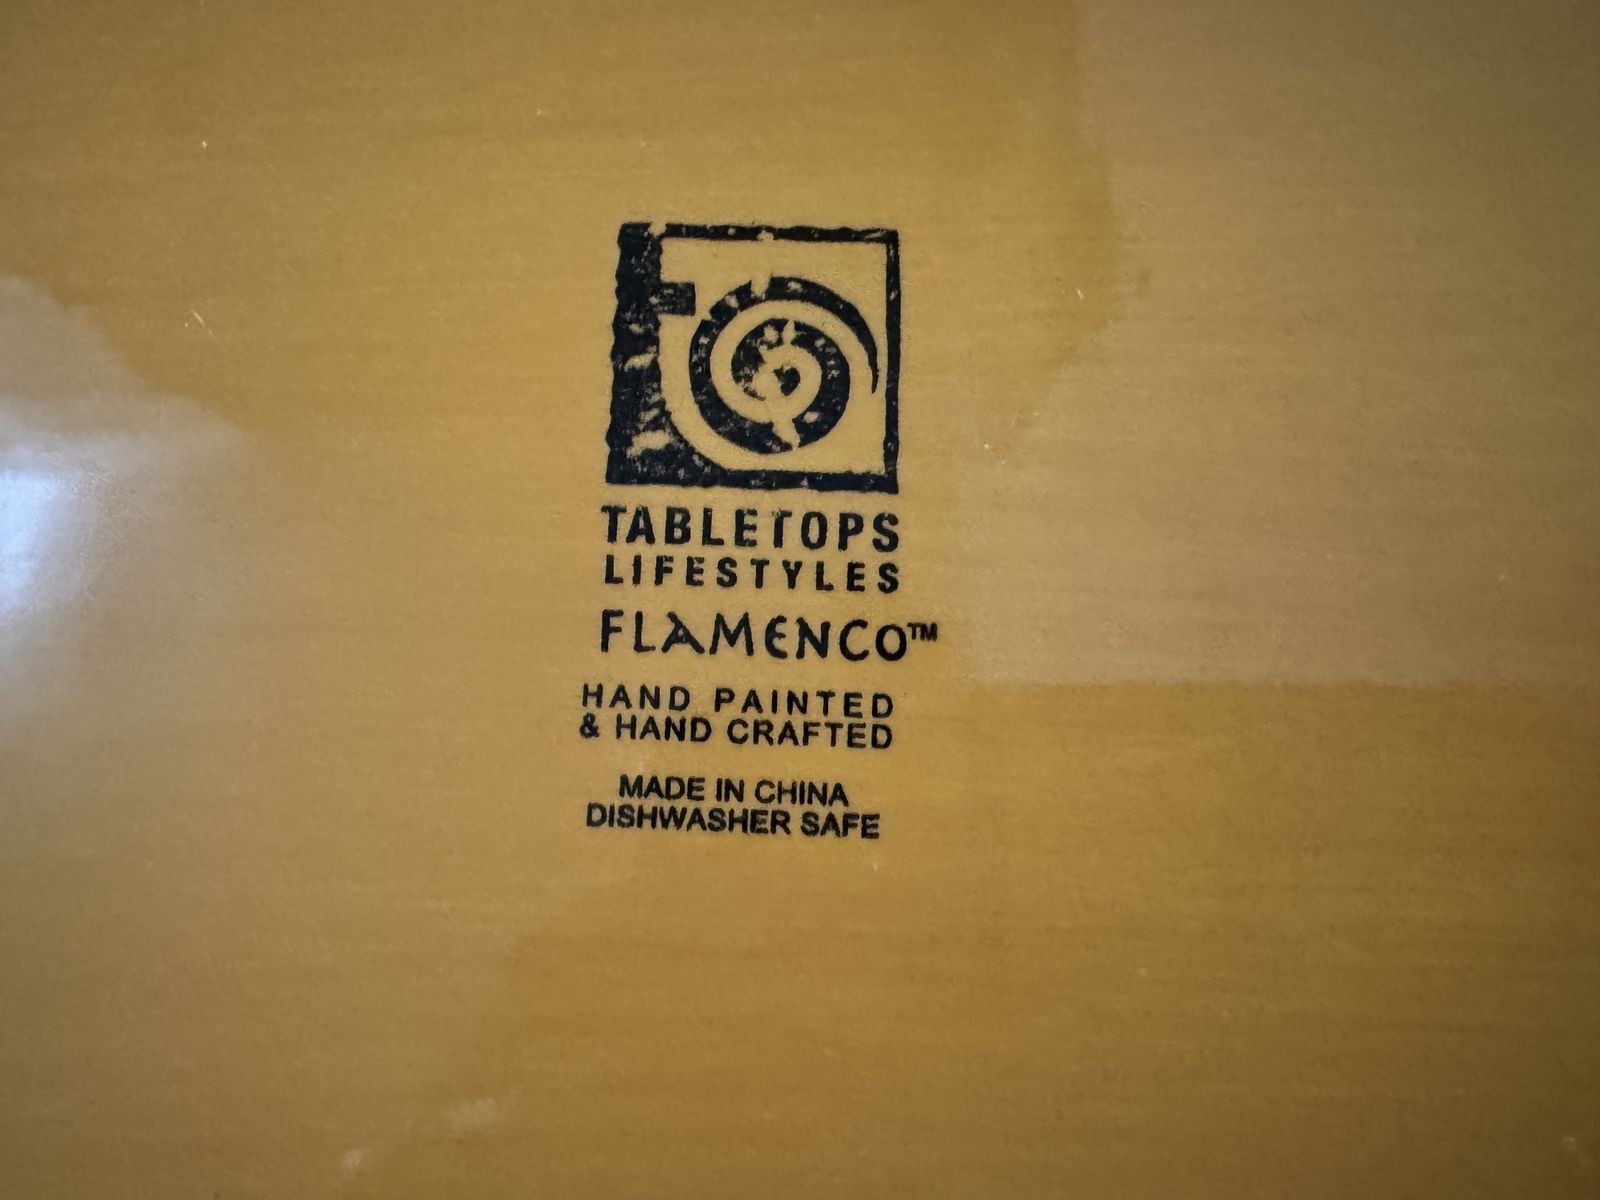 TABLETOPS
LIFESTYLES
FLAMENCO™
HAND PAINTED
& HAND CRAFTED
MADE IN CHINA
DISHWASHER SAFE